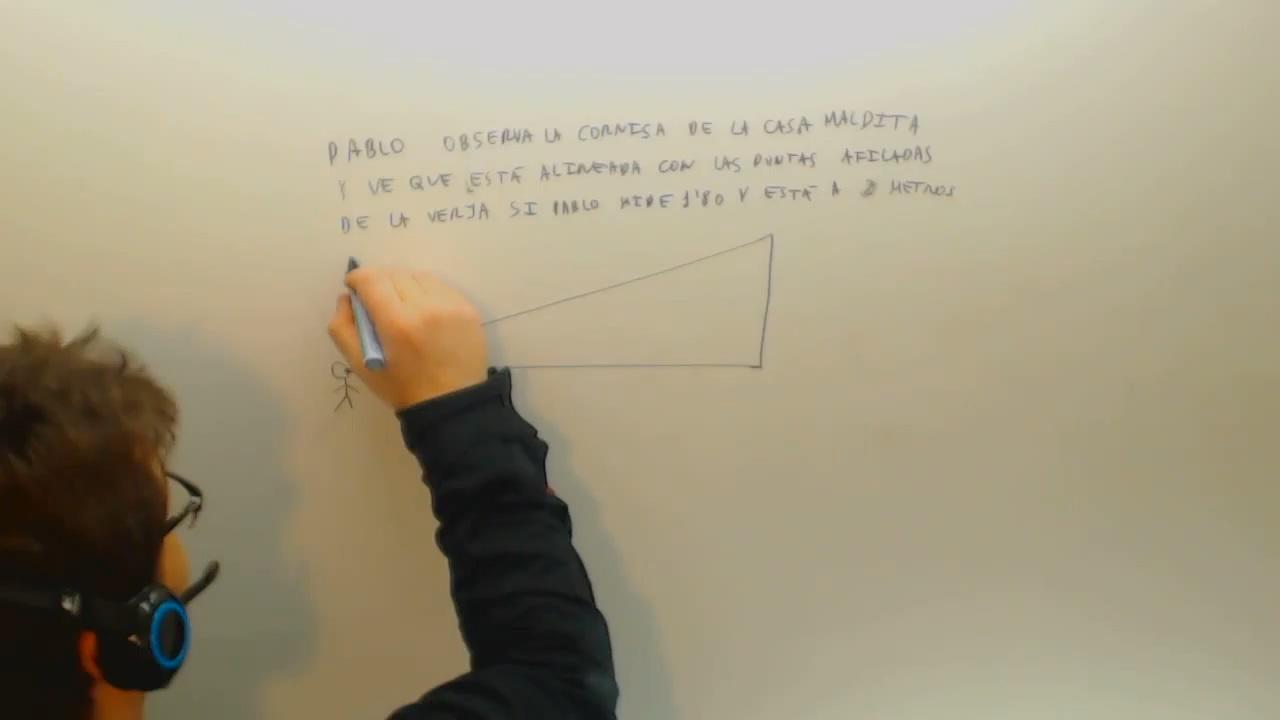 PABLO OBSERVA LA CORNISA DE LA CASA MALDITA
Y VE QUE ESTÁ ALINEADA CON LAS PUNTAS AFILADAS
DE LA VERJA SI PABLO MIDE 1'80 Y ESTÁ A 2 METROS